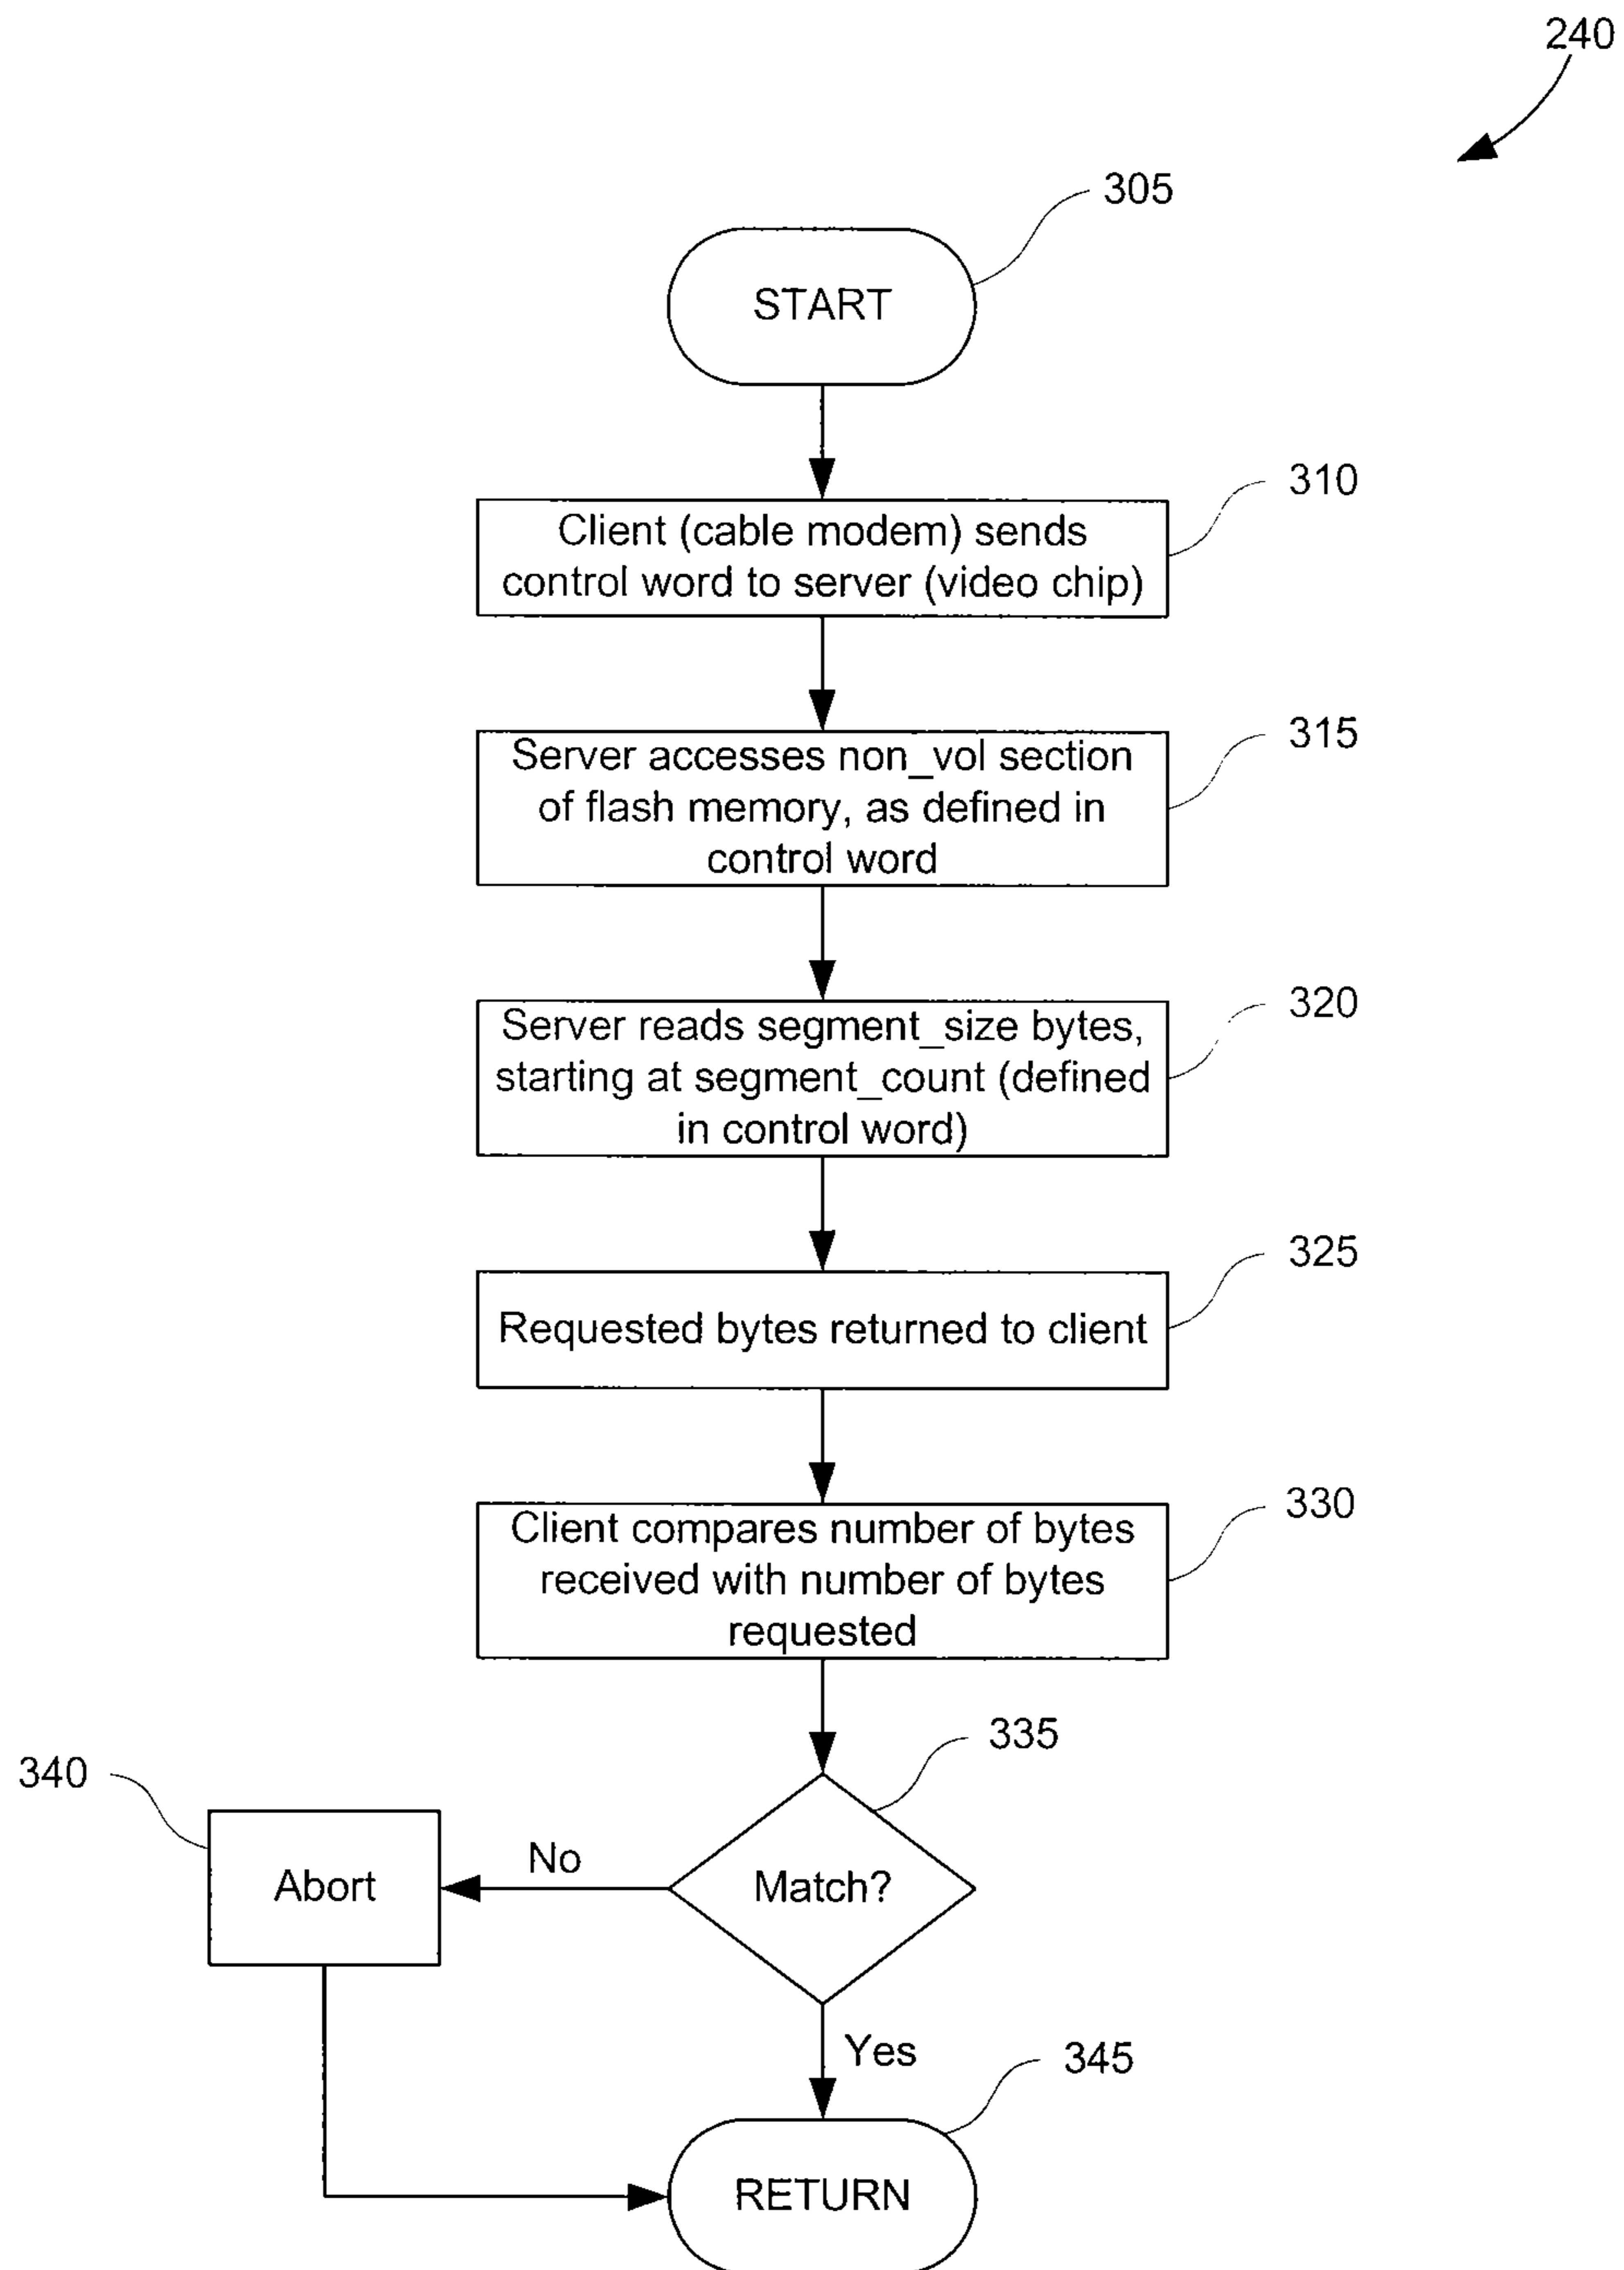 240
305
START
310
Client (cable modem) sends
control word to server (video chip)
315
Server accesses non_vol section
of flash memory, as defined in
control word
320
Server reads segment_size bytes,
starting at segment_count (defined
in control word)
325
Requested bytes returned to client
330
Client compares number of bytes
received with number of bytes
requested
335
340
No
Abort
Match?
Yes
345
RETURN